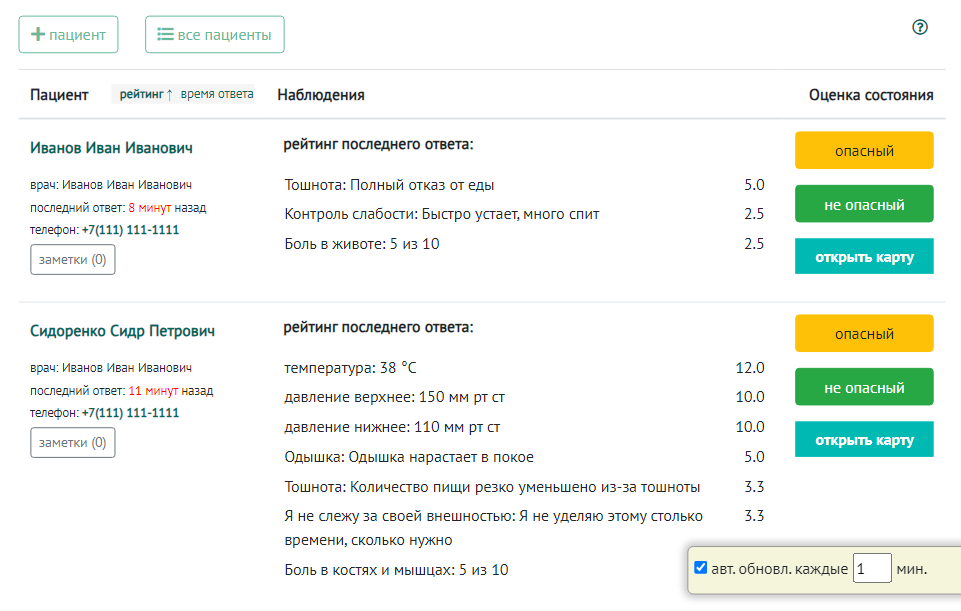 + пациент все пациенты
Пациент рейтинг ↑ время ответа Наблюдения Оценка состояния
Иванов Иван Иванович
врач: Иванов Иван Иванович
последний ответ: 8 минут назад
телефон: +7(111) 111-1111
заметки (0)
рейтинг последнего ответа:
Тошнота: Полный отказ от еды 5.0
Контроль слабости: Быстро устает, много спит 2.5
Боль в животе: 5 из 10 2.5
опасный
не опасный
открыть карту
Сидоренко Сидр Петрович
врач: Иванов Иван Иванович
последний ответ: 11 минут назад
телефон: +7(111) 111-1111
заметки (0)
рейтинг последнего ответа:
температура: 38 °C 12.0
давление верхнее: 150 мм рт ст 10.0
давление нижнее: 110 мм рт ст 10.0
Одышка: Одышка нарастает в покое 5.0
Тошнота: Количество пищи резко уменьшено из-за тошноты 3.3
Я не слежу за своей внешностью: Я не уделяю этому столько 3.3
времени, сколько нужно
Боль в костях и мышцах: 5 из 10
опасный
не опасный
открыть карту
авт. обновл. каждые 1 мин.